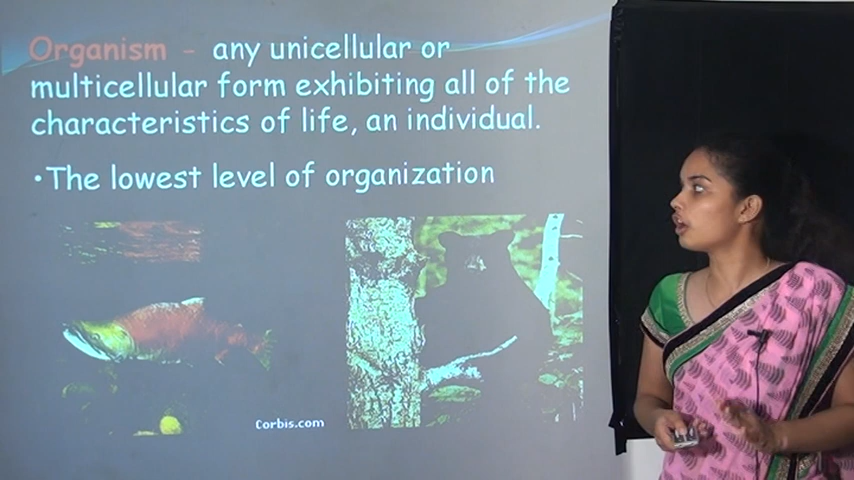 Organism - any unicellular or
multicellular form exhibiting all of the
characteristics of life, an individual.
•The lowest level of organization
Corbis.com